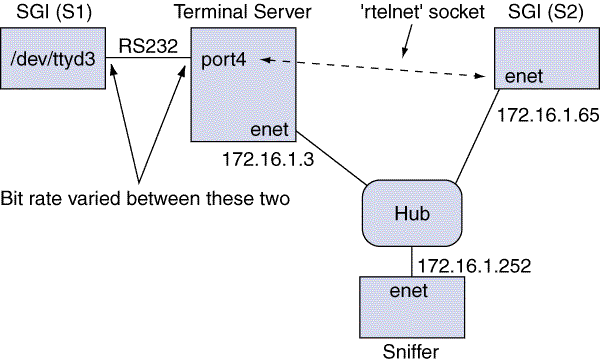 SGI (S1)
Terminal Server
'rtelnet' socket
SGI (S2)
/dev/ttyd3
RS232
port4
enet
enet
172.16.1.65
172.16.1.3
Bit rate varied between these two
Hub
172.16.1.252
enet
Sniffer